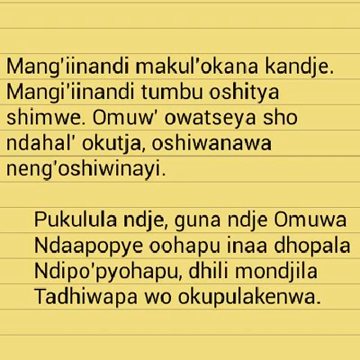 Mang'iinandi makul'okana kandje.
Mangi'iinandi tumbu oshitya
shimwe. Omuw' owatseya sho
ndahal' okutja, oshiwanawa
neng'oshiwinayi.
Pukulula ndje, guna ndje Omuwa
Ndaapopye oohapu inaa dhopala
Ndipo'pyohapu, dhili mondjila
Tadhiwapa wo okupulakenwa.